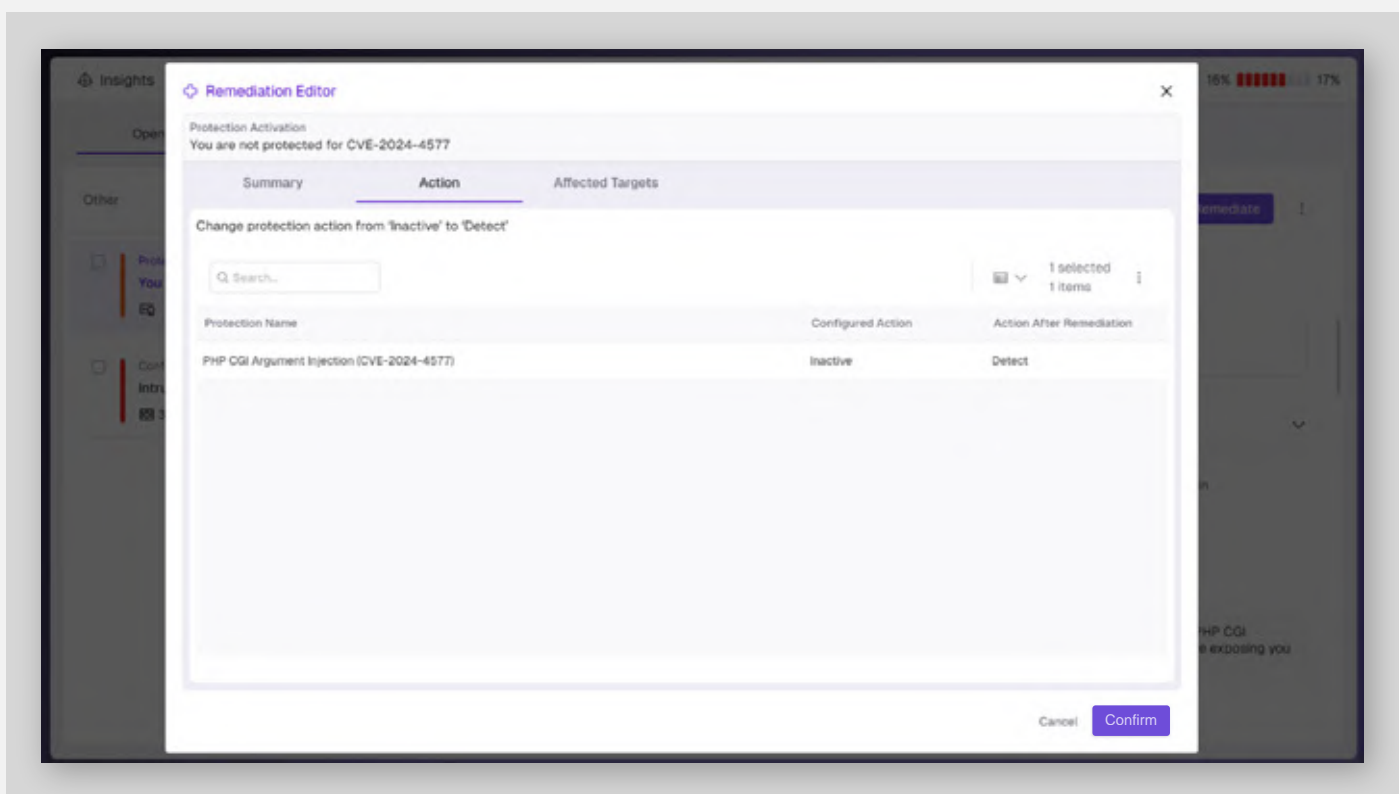 Insights
16%
17%
Remediation Editor
Open
Protection Activation
You are not protected for CVE-2024-4577
Summary
Action
Affected Targets
Other
Change protection action from 'Inactive' to 'Detect'
Search...
1 selected
1 items
You
Protection Name
Configured Action
Action After Remediation
PHP CGI Argument Injection (CVE-2024-4577)
Inactive
Detect
PHP CGI
exposing you
Cancel
Confirm